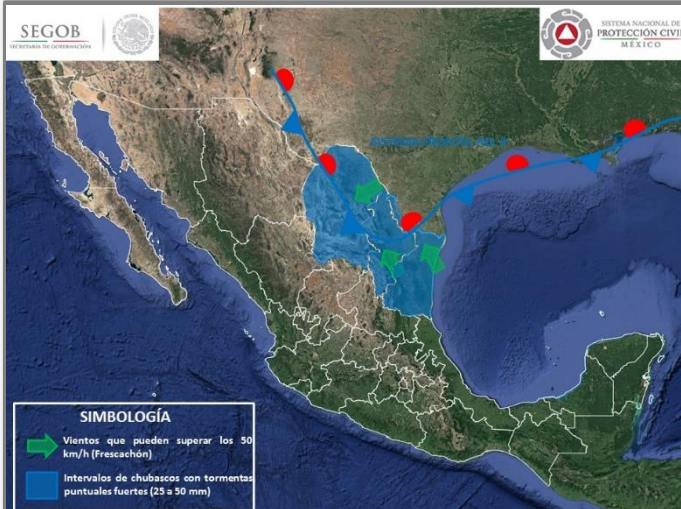 SEGOB
SECRETARÍA DE GOBERNACIÓN
SISTEMA NACIONAL DE
PROTECCIÓN CIVIL
MÉXICO
SIMBOLOGÍA
Vientos que pueden superar los 50
km/h (Frescachón)
Intervalos de chubascos con tormentas
puntuales fuertes (25 a 50 mm)